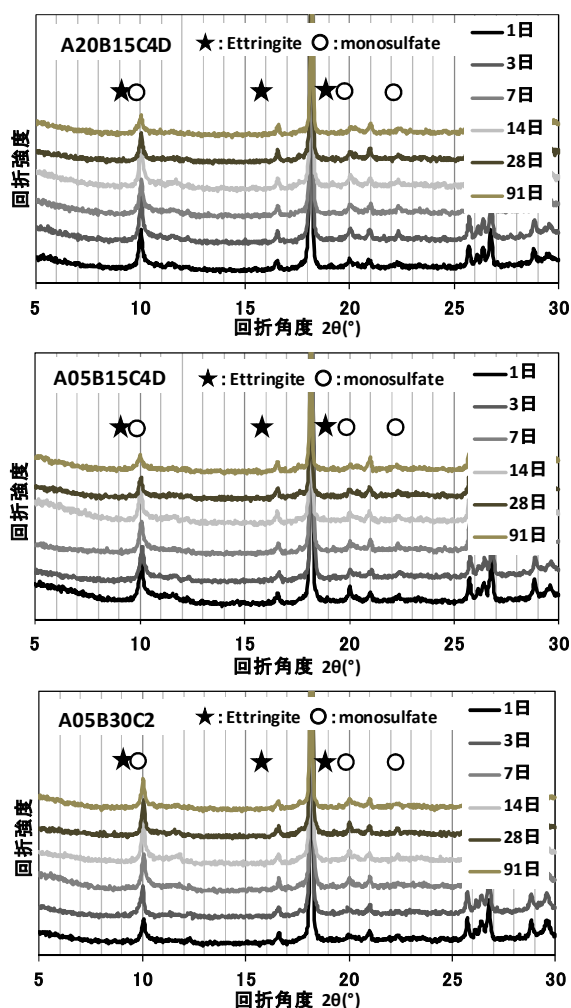 A20B15C4D ★: Ettringite ○: monosulfate
1日
3日
7日
14日
28日
91日
回折強度
5 10 15 20 25 30
回折角度 2θ(°)
A05B15C4D ★: Ettringite ○: monosulfate
1日
3日
7日
14日
28日
91日
回折強度
5 10 15 20 25 30
回折角度 2θ(°)
A05B30C2 ★: Ettringite ○: monosulfate
1日
3日
7日
14日
28日
91日
回折強度
5 10 15 20 25 30
回折角度 2θ(°)